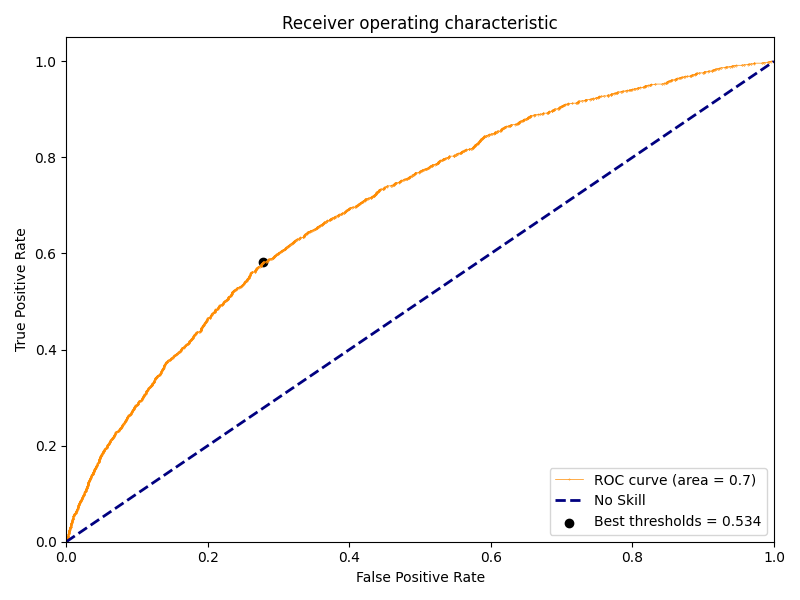 Receiver operating characteristic
1.0
0.8
0.6
0.4
0.2
0.0
True Positive Rate
0.0 0.2 0.4 0.6 0.8 1.0
False Positive Rate
ROC curve (area = 0.7)
No Skill
Best thresholds = 0.534